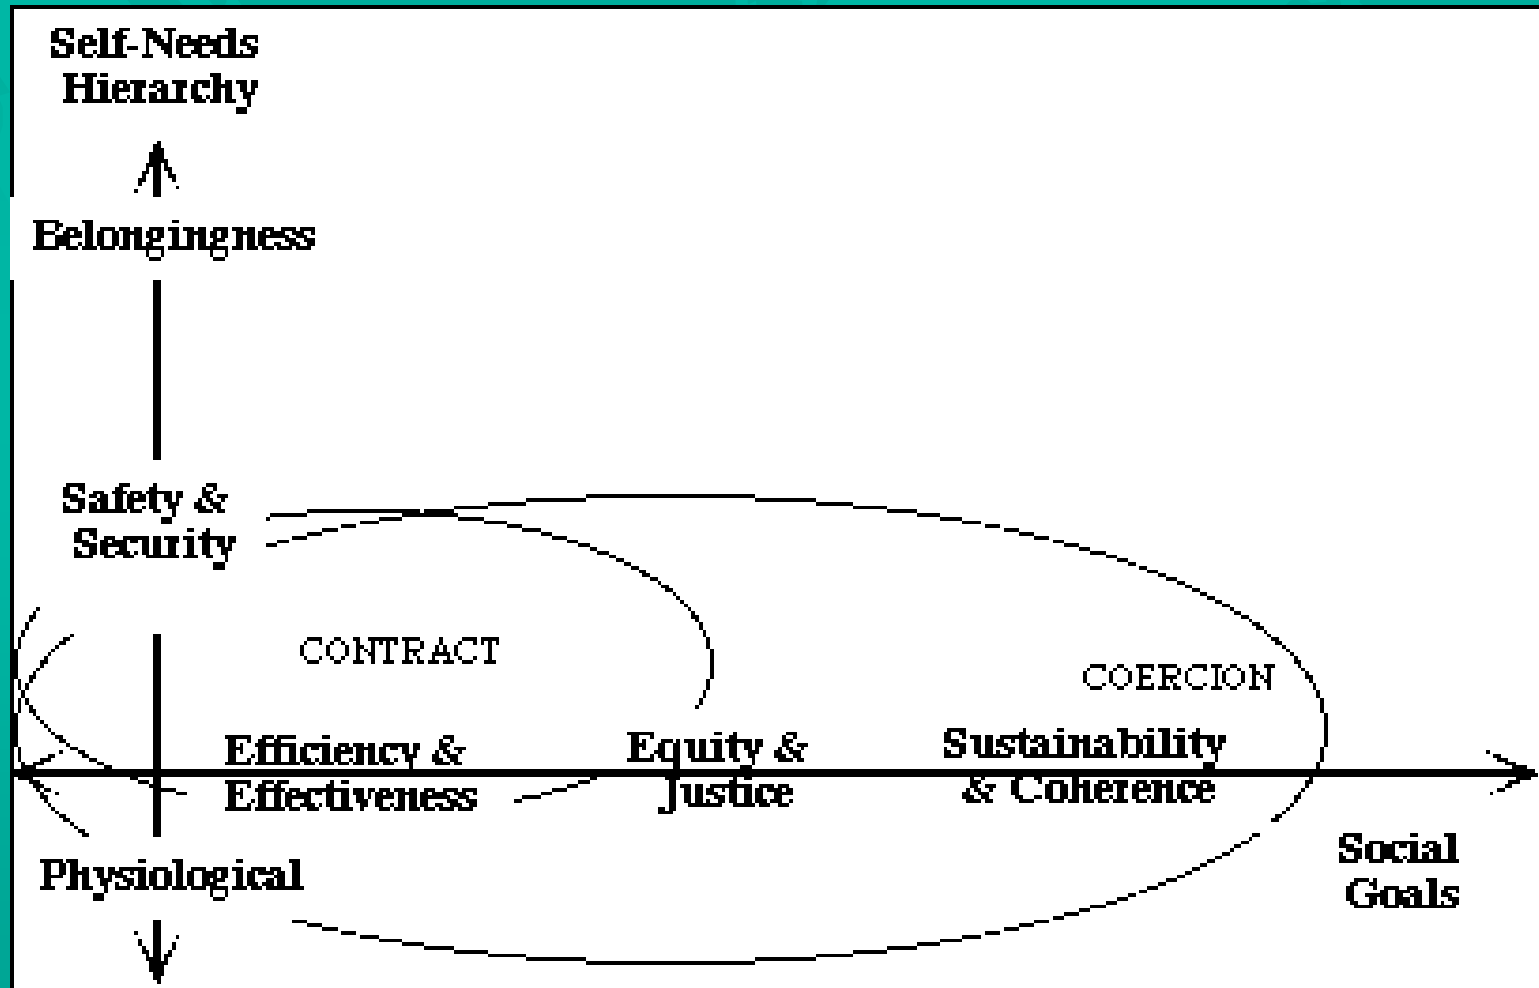 Self-Needs
Hierarchy
Belongingness
Safety &
Security
CONTRACT
COERCION
Efficiency &
Effectiveness
Equity &
Justice
Sustainability
& Coherence
Physiological
Social
Goals